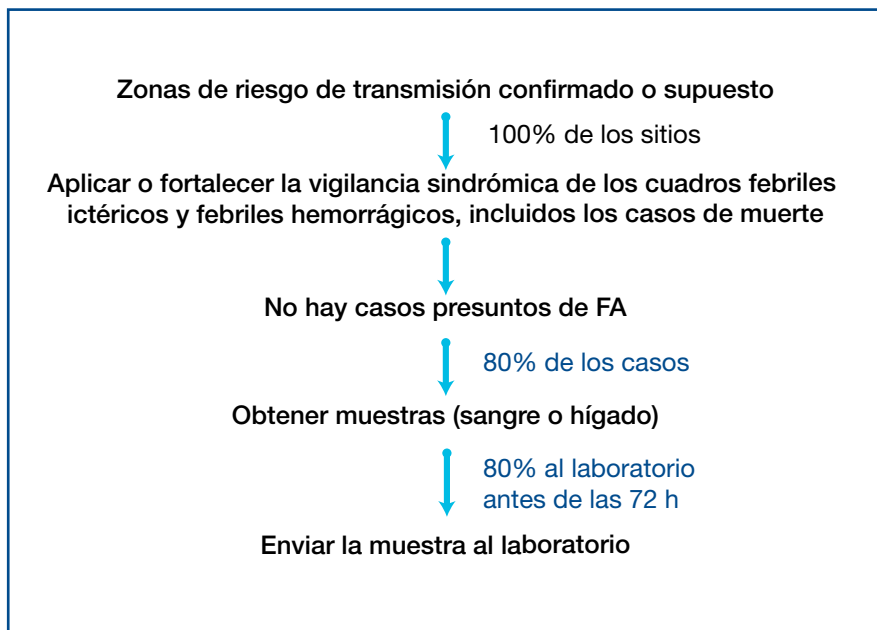 Zonas de riesgo de transmisión confirmado o supuesto
100% de los sitios
Aplicar o fortalecer la vigilancia sindrómica de los cuadros febriles
ictéricos y febriles hemorrágicos, incluidos los casos de muerte
No hay casos presuntos de FA
80% de los casos
Obtener muestras (sangre o hígado)
80% al laboratorio
antes de las 72 h
Enviar la muestra al laboratorio